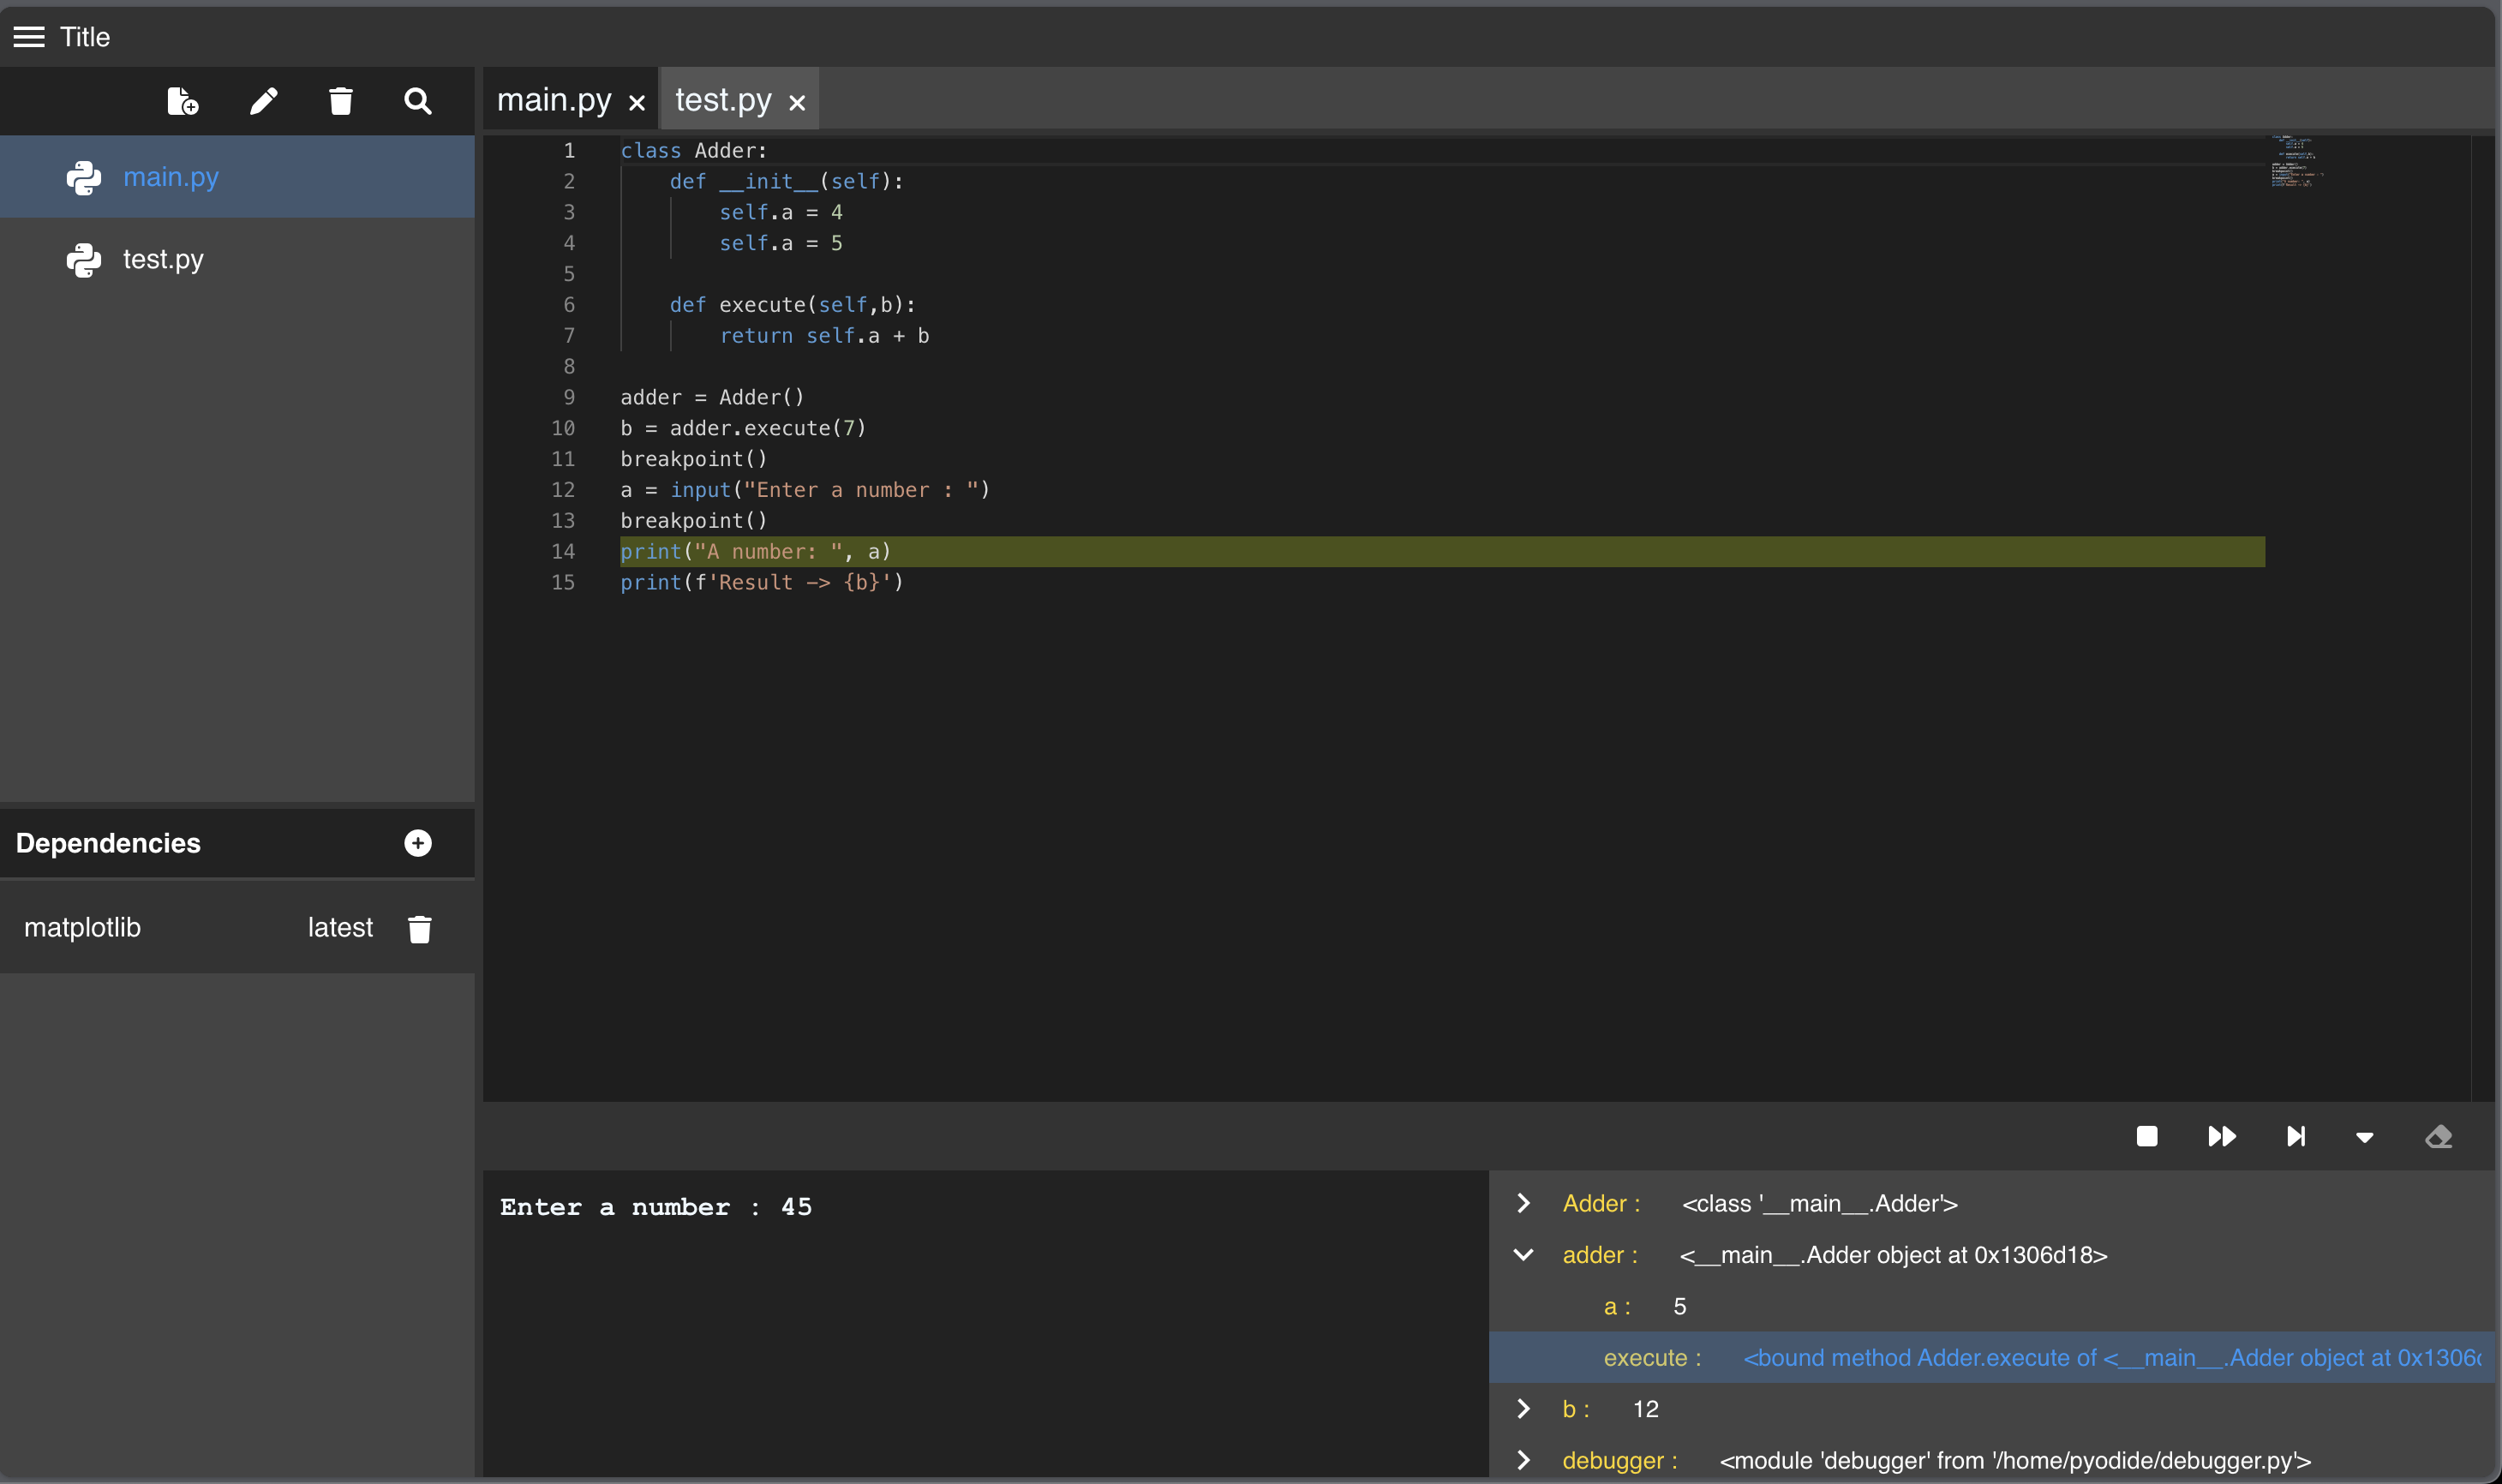 Title
main.py
test.py
Dependencies
matplotlib latest
main.py × test.py ×
1 class Adder:
2     def __init__(self):
3         self.a = 4
4         self.a = 5
5
6     def execute(self,b):
7         return self.a + b
8
9 adder = Adder()
10 b = adder.execute(7)
11 breakpoint()
12 a = input("Enter a number : ")
13 breakpoint()
14 print("A number: ", a)
15 print(f'Result -> {b}')
Enter a number : 45
Adder : <class '__main__.Adder'>
adder : <__main__.Adder object at 0x1306d18>
a : 5
execute : <bound method Adder.execute of <__main__.Adder object at 0x1306
b : 12
debugger : <module 'debugger' from '/home/pyodide/debugger.py'>